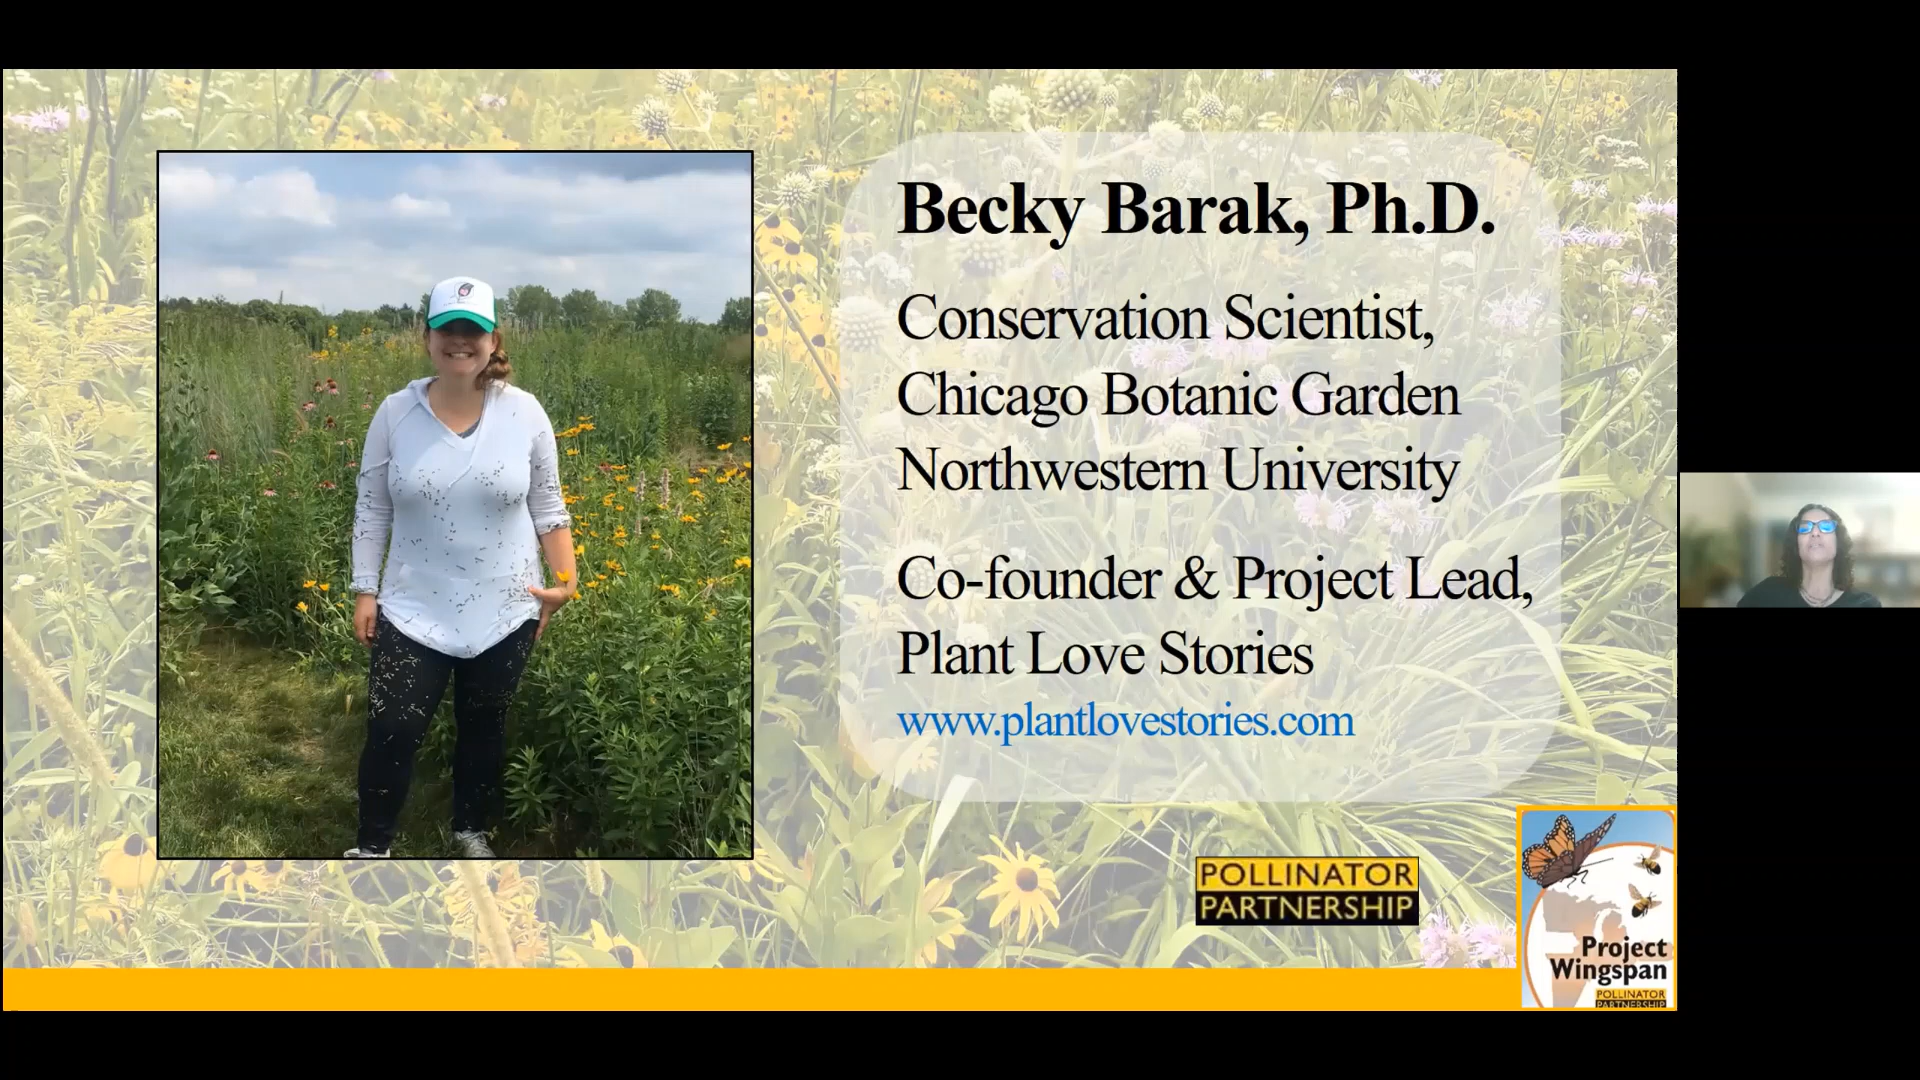 Becky Barak, Ph.D.
Conservation Scientist,
Chicago Botanic Garden
Northwestern University
Co-founder & Project Lead,
Plant Love Stories
www.plantlovestories.com
POLLINATOR
PARTNERSHIP
Project
Wingspan
POLLINATOR
PARTNERSHIP